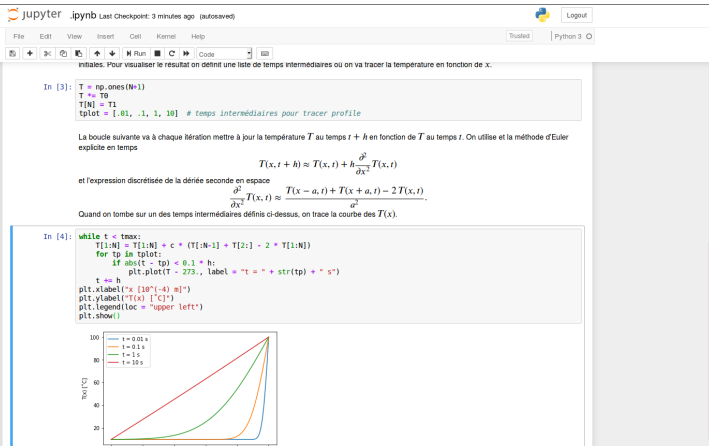 jupyter .ipynb Last Checkpoint: 3 minutes ago (autosaved)
Logout
File Edit View Insert Cell Kernel Help
Trusted Python 3 O
Run Code
initiales. Pour visualiser le résultat on définit une liste de temps intermédiaires où on va tracer la température en fonction de x.
In [3]: T = np.ones(N+1)
T *= T0
T[N] = T1
tplot = [.01, .1, 1, 10] # temps intermédiaires pour tracer profile
La boucle suivante va à chaque itération mettre à jour la température T au temps t + h en fonction de T au temps t. On utilise et la méthode d'Euler
explicite en temps
T(x, t + h) ≈ T(x, t) + h ∂²/∂x² T(x, t)
et l'expression discrétisée de la dériée seconde en espace
∂²/∂x² T(x, t) ≈ (T(x − a, t) + T(x + a, t) − 2 T(x, t))/a².
Quand on tombe sur un des temps intermédiaires définis ci-dessus, on trace la courbe des T(x).
In [4]: while t < tmax:
T[1:N] = T[1:N] + c * (T[:N-1] + T[2:] - 2 * T[1:N])
for tp in tplot:
if abs(t - tp) < 0.1 * h:
plt.plot(T - 273., label = "t = " + str(tp) + " s")
t += h
plt.xlabel("x [10^(-4) m]")
plt.ylabel("T(x) [˚C]")
plt.legend(loc = "upper left")
plt.show()
100
80
60
40
20
T(x) [˚C]
t = 0.01 s
t = 0.1 s
t = 1 s
t = 10 s